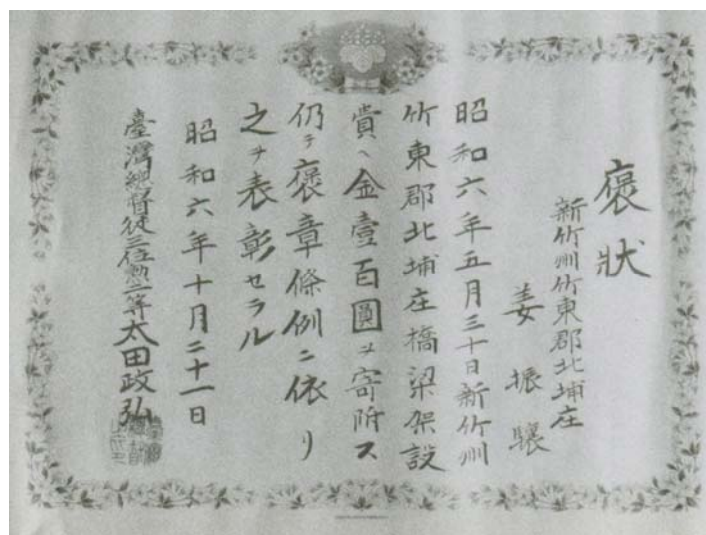 褒狀
新竹州竹東郡北埔庄
姜振驤
昭和六年五月三十日新竹州
竹東郡北埔庄橋梁架設
費ヘ金壹百圓ヲ寄附ス
仍テ褒章條例ニ依リ
之ヲ表彰セラル
昭和六年十月二十一日
臺灣總督從三位勲一等太田政弘